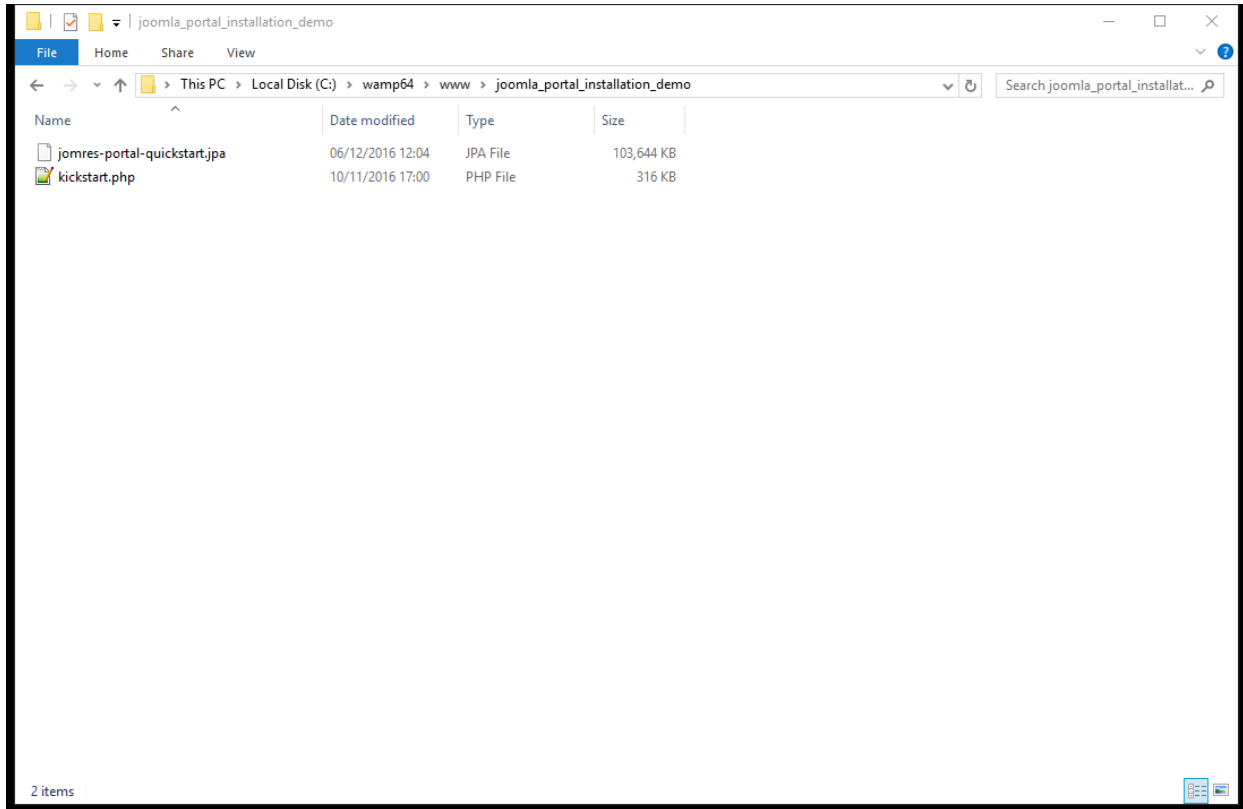 joomla_portal_installation_demo
File Home Share View
This PC > Local Disk (C:) > wamp64 > www > joomla_portal_installation_demo
Search joomla_portal_installat...
Name Date modified Type Size
jomres-portal-quickstart.jpa 06/12/2016 12:04 JPA File 103,644 KB
kickstart.php 10/11/2016 17:00 PHP File 316 KB
2 items